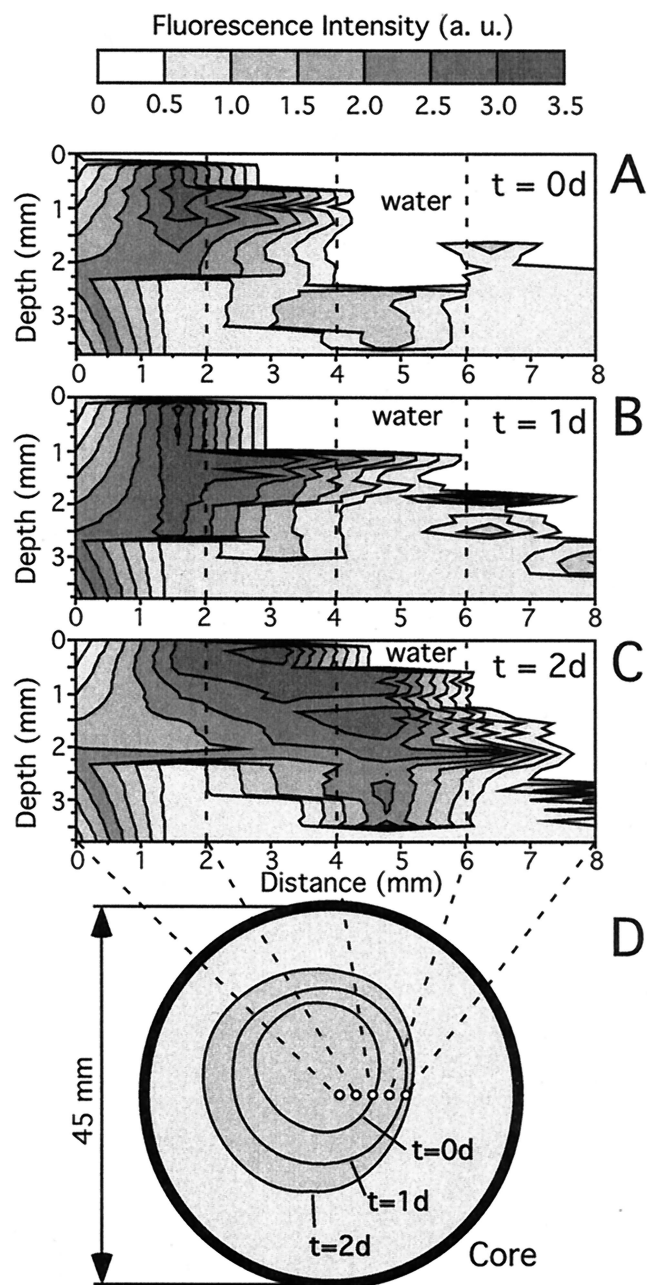 Fluorescence Intensity (a. u.)
0 0.5 1.0 1.5 2.0 2.5 3.0 3.5
A
t = 0d
water
Depth (mm)
0
1
2
3
0 1 2 3 4 5 6 7 8
B
t = 1d
water
Depth (mm)
0
1
2
3
0 1 2 3 4 5 6 7 8
C
t = 2d
water
Depth (mm)
0
1
2
3
0 1 2 3 4 5 6 7 8
Distance (mm)
D
45 mm
t=0d
t=1d
t=2d
Core